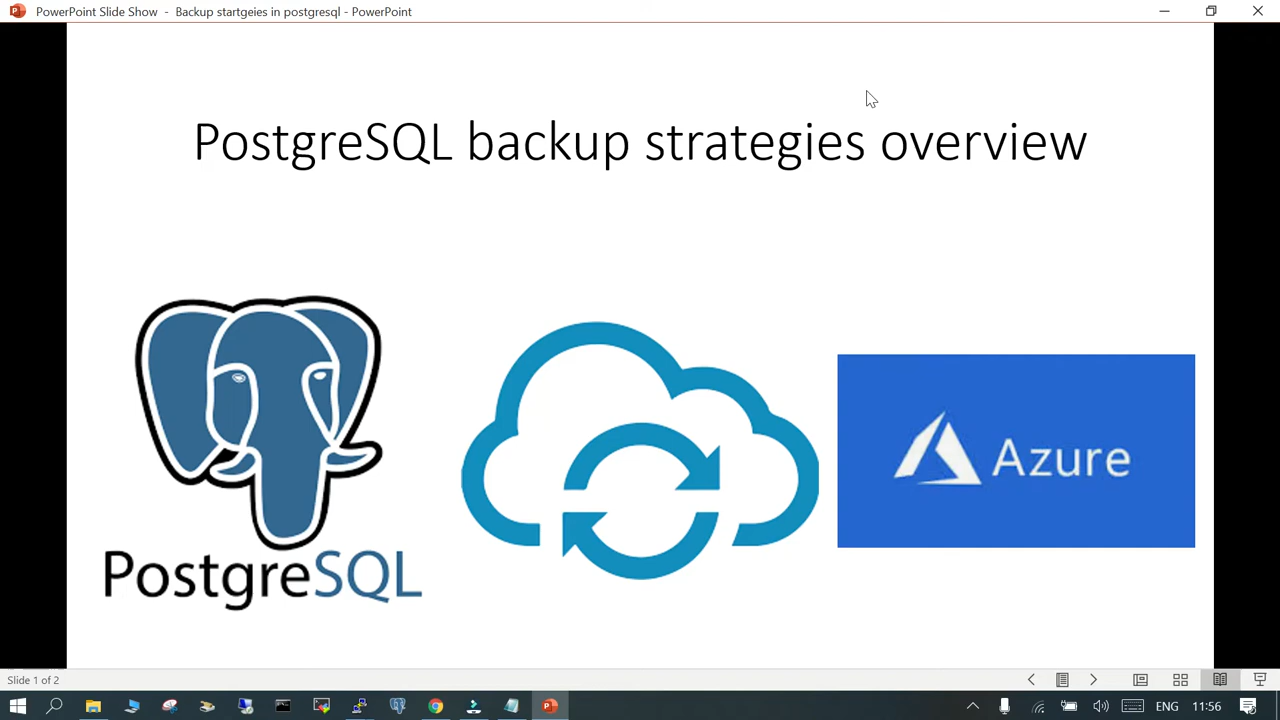 PowerPoint Slide Show - Backup startgeies in postgresql - PowerPoint
PostgreSQL backup strategies overview
PostgreSQL
Azure
Slide 1 of 2
ENG
11:56